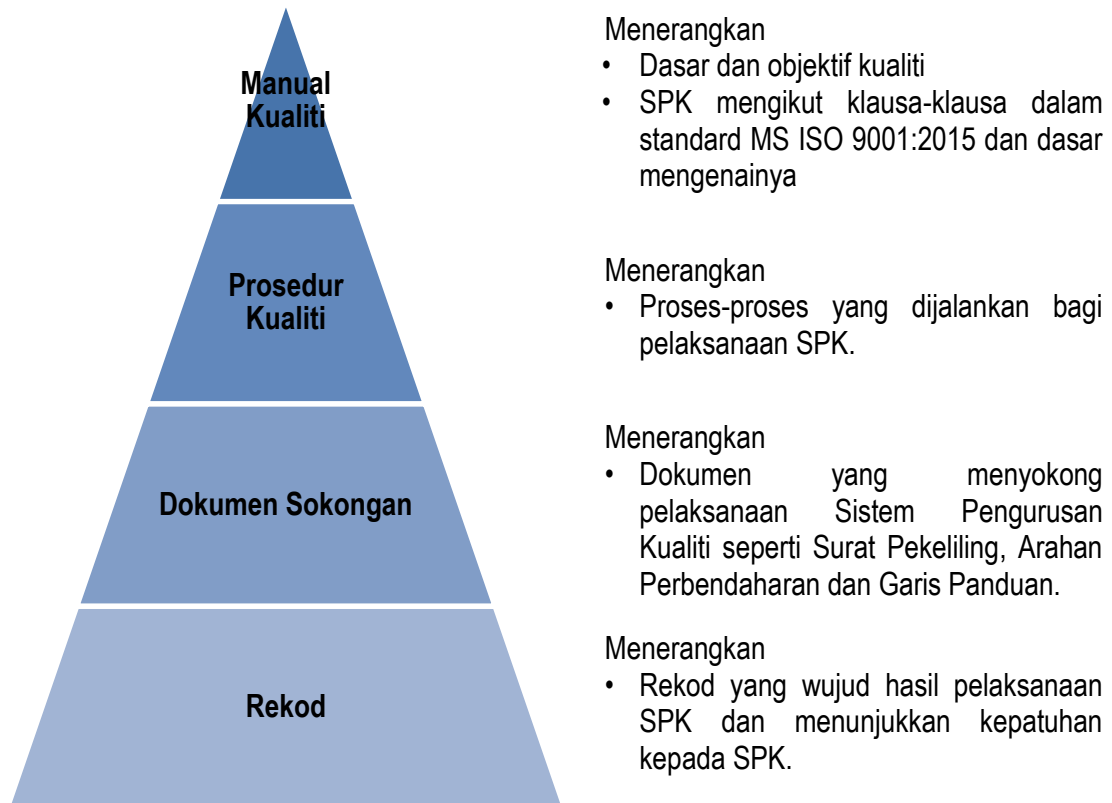 Manual
Kualiti
Menerangkan
• Dasar dan objektif kualiti
• SPK mengikut klausa-klausa dalam
standard MS ISO 9001:2015 dan dasar
mengenainya
Prosedur
Kualiti
Menerangkan
• Proses-proses yang dijalankan bagi
pelaksanaan SPK.
Dokumen Sokongan
Menerangkan
• Dokumen yang menyokong
pelaksanaan Sistem Pengurusan
Kualiti seperti Surat Pekeliling, Arahan
Perbendaharan dan Garis Panduan.
Rekod
Menerangkan
• Rekod yang wujud hasil pelaksanaan
SPK dan menunjukkan kepatuhan
kepada SPK.